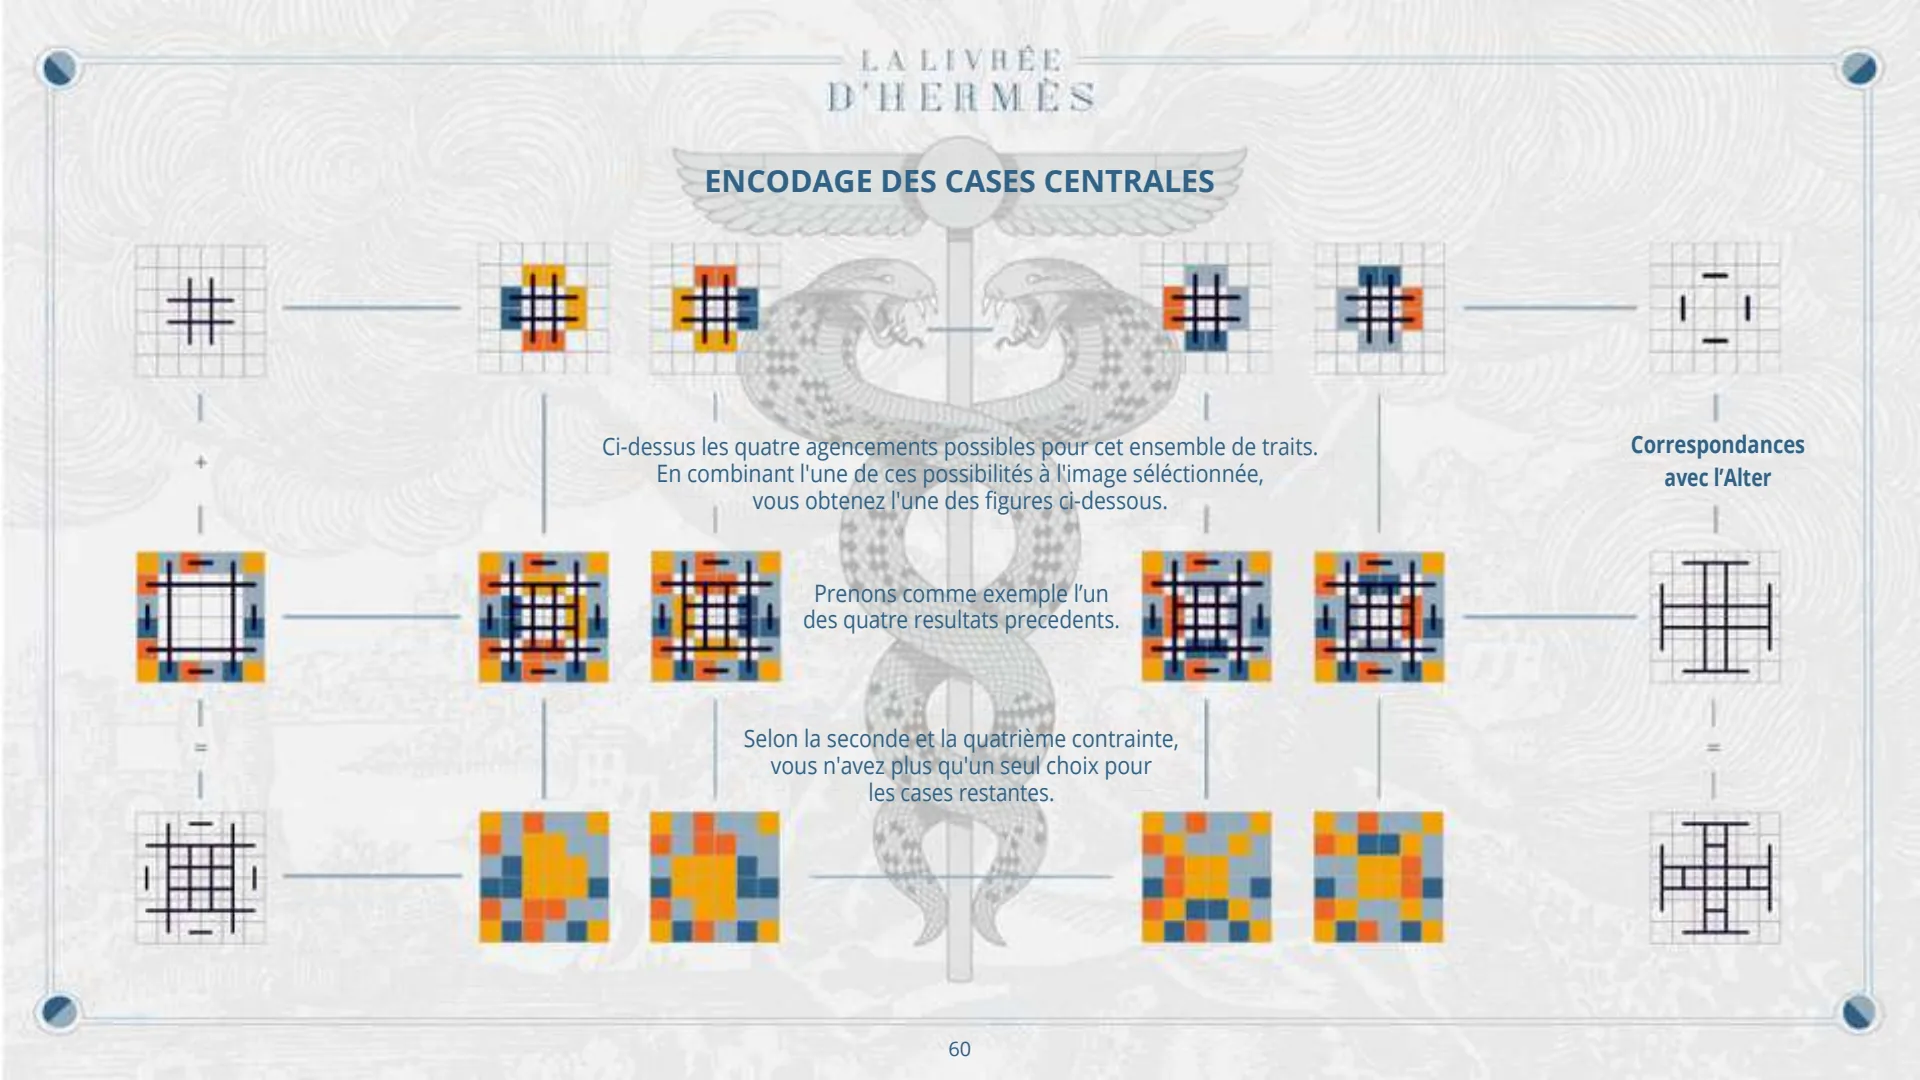 LA LIVRÉE
D'HERMÈS
ENCODAGE DES CASES CENTRALES
Ci-dessus les quatre agencements possibles pour cet ensemble de traits.
En combinant l'une de ces possibilités à l'image séléctionnée,
vous obtenez l'une des figures ci-dessous.
Correspondances
avec l’Alter
+
Prenons comme exemple l’un
des quatre resultats precedents.
Selon la seconde et la quatrième contrainte,
vous n'avez plus qu'un seul choix pour
les cases restantes.
=
=
60